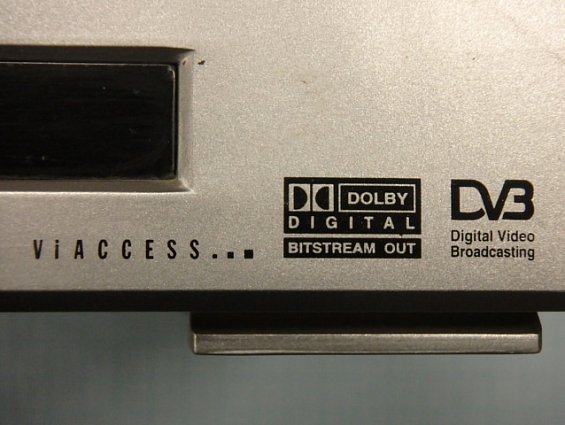 ViACCESS...
DOLBY
DIGITAL
BITSTREAM OUT
DVB
Digital Video
Broadcasting